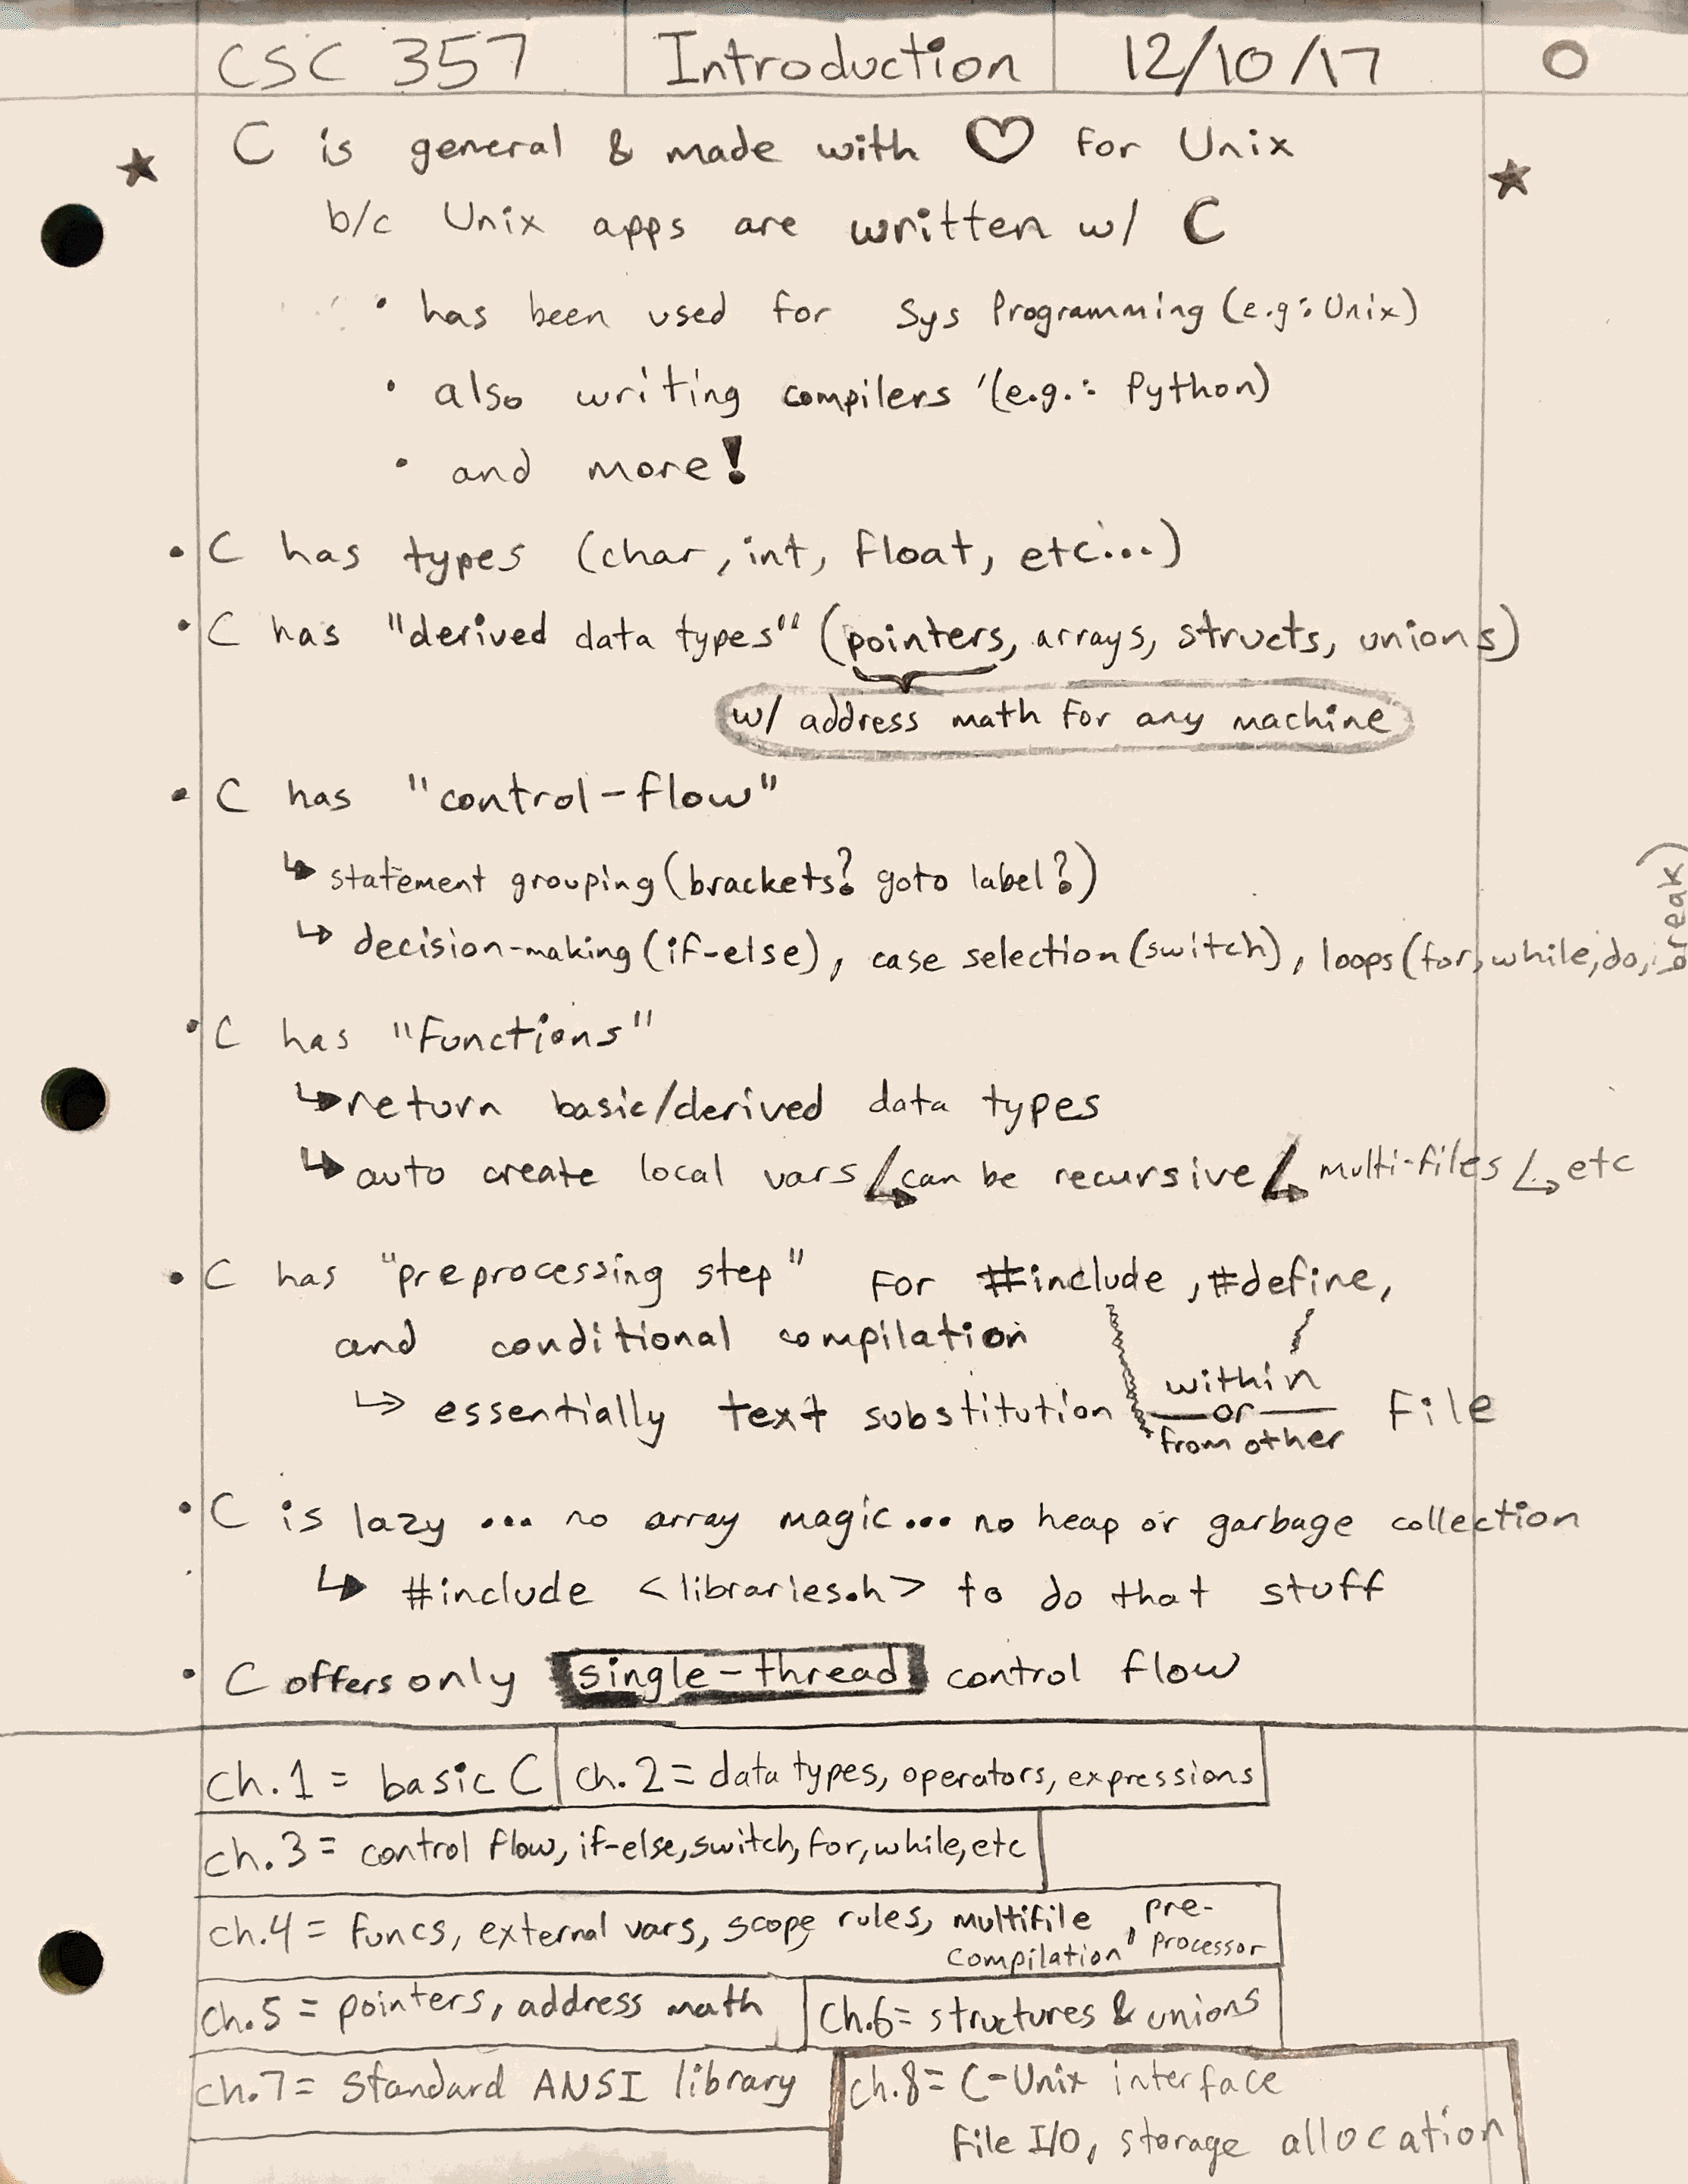 CSC 357 Introduction 12/10/17 0
★ C is general & made with ♡ for Unix ★
b/c Unix apps are written w/ C
• has been used for Sys Programming (e.g: Unix)
• also writing compilers (e.g.: Python)
• and more!
• C has types (char, int, float, etc...)
• C has "derived data types" (pointers, arrays, structs, unions)
w/ address math for any machine
• C has "control-flow"
↳ statement grouping (brackets? goto label?)
↳ decision-making (if-else), case selection (switch), loops (for, while, do, break)
• C has "functions"
↳ return basic/derived data types
↳ auto create local vars ↳ can be recursive ↳ multi-files ↳ etc
• C has "preprocessing step" for #include, #define,
and conditional compilation
↳ essentially text substitution within or from other File
• C is lazy ... no array magic... no heap or garbage collection
↳ #include <libraries.h> to do that stuff
• C offers only single-thread control flow
ch.1 = basic C ch.2 = data types, operators, expressions
ch.3 = control flow, if-else, switch, for, while, etc
ch.4 = funcs, external vars, scope rules, multifile compilation, pre-processor
ch.5 = pointers, address math ch.6 = structures & unions
ch.7 = standard ANSI library ch.8 = C-Unix interface
File I/O, storage allocation